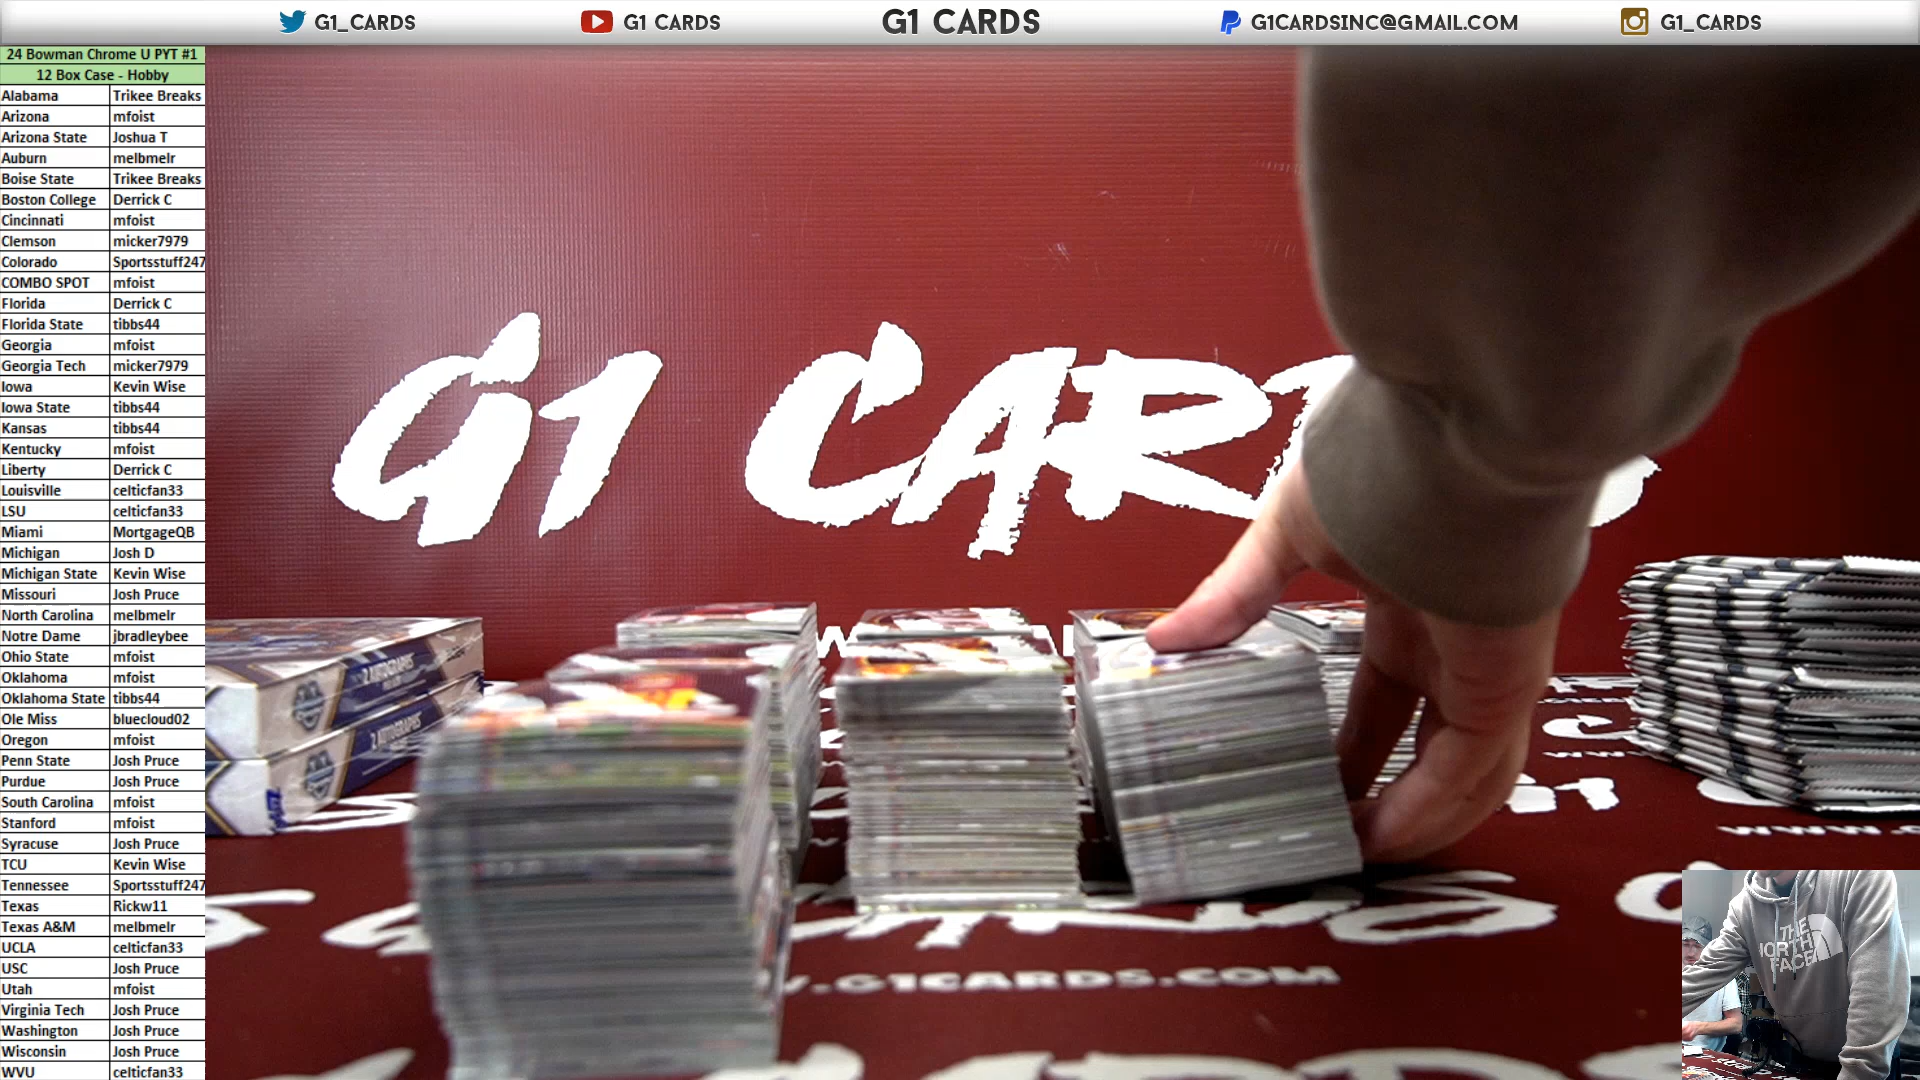 G1_CARDS
G1 CARDS
G1 CARDS
G1CARDSINC@GMAIL.COM
G1_CARDS
24 Bowman Chrome U PYT #1
12 Box Case - Hobby
Alabama Trikee Breaks
Arizona mfoist
Arizona State Joshua T
Auburn melbmelr
Boise State Trikee Breaks
Boston College Derrick C
Cincinnati mfoist
Clemson micker7979
Colorado Sportsstuff247
COMBO SPOT mfoist
Florida Derrick C
Florida State tibbs44
Georgia mfoist
Georgia Tech micker7979
Iowa Kevin Wise
Iowa State tibbs44
Kansas tibbs44
Kentucky mfoist
Liberty Derrick C
Louisville celticfan33
LSU celticfan33
Miami MortgageQB
Michigan Josh D
Michigan State Kevin Wise
Missouri Josh Pruce
North Carolina melbmelr
Notre Dame jbradleybee
Ohio State mfoist
Oklahoma mfoist
Oklahoma State tibbs44
Ole Miss bluecloud02
Oregon mfoist
Penn State Josh Pruce
Purdue Josh Pruce
South Carolina mfoist
Stanford mfoist
Syracuse Josh Pruce
TCU Kevin Wise
Tennessee Sportsstuff247
Texas Rickw11
Texas A&M melbmelr
UCLA celticfan33
USC Josh Pruce
Utah mfoist
Virginia Tech Josh Pruce
Washington Josh Pruce
Wisconsin Josh Pruce
WVU celticfan33
G1 CAR
2 AUTOGRAPHS
2 AUTOGRAPHS
.G1CARDS.COM
THE
NORTH
FACE